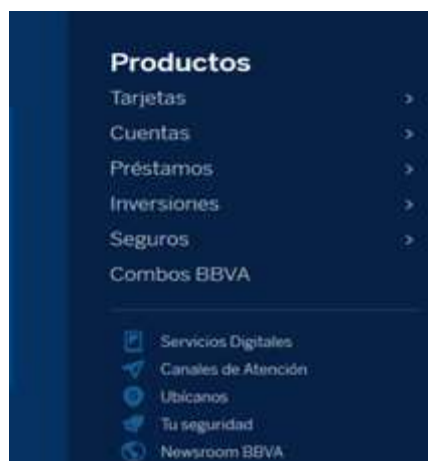 Productos
Tarjetas
Cuentas
Préstamos
Inversiones
Seguros
Combos BBVA
Servicios Digitales
Canales de Atención
Ubícanos
Tu seguridad
Newsroom BBVA